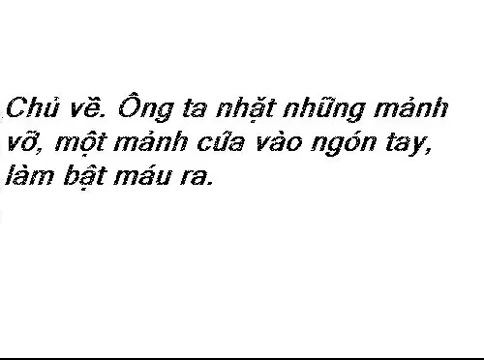 Chủ về. Ông ta nhặt những mảnh
vỡ, một mảnh cứa vào ngón tay,
làm bật máu ra.